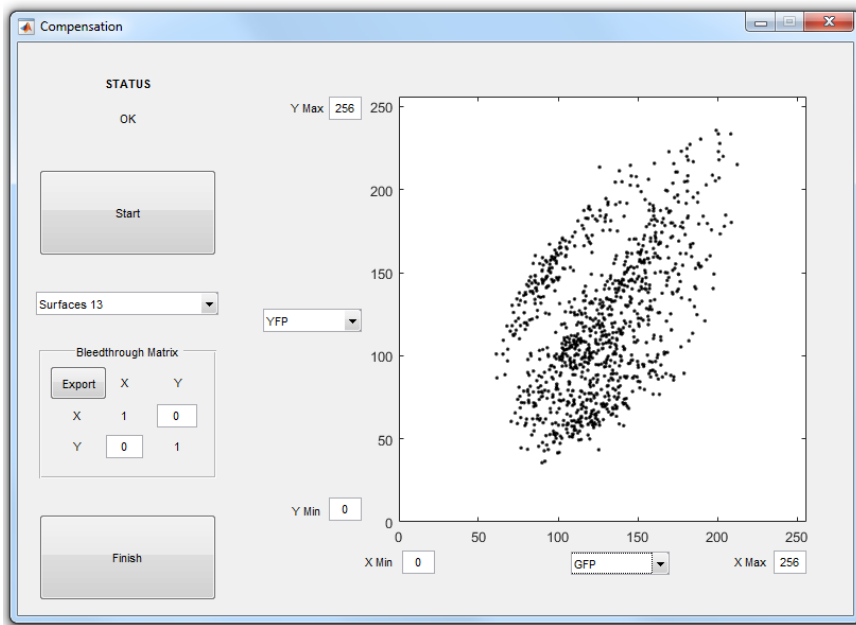 Compensation
STATUS
OK
Start
Surfaces 13
Bleedthrough Matrix
Export X Y
X 1 0
Y 0 1
Finish
Y Max 256
YFP
Y Min 0
250
200
150
100
50
0
0 50 100 150 200 250
X Min 0 GFP X Max 256